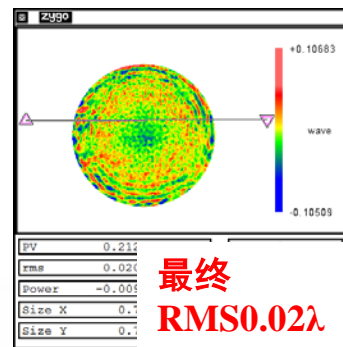 zygo
+0.10683
wave
-0.10509
PV 0.212
rms 0.020
Power -0.009
Size X 0.7
Size Y 0.7
最终
RMS0.02λ